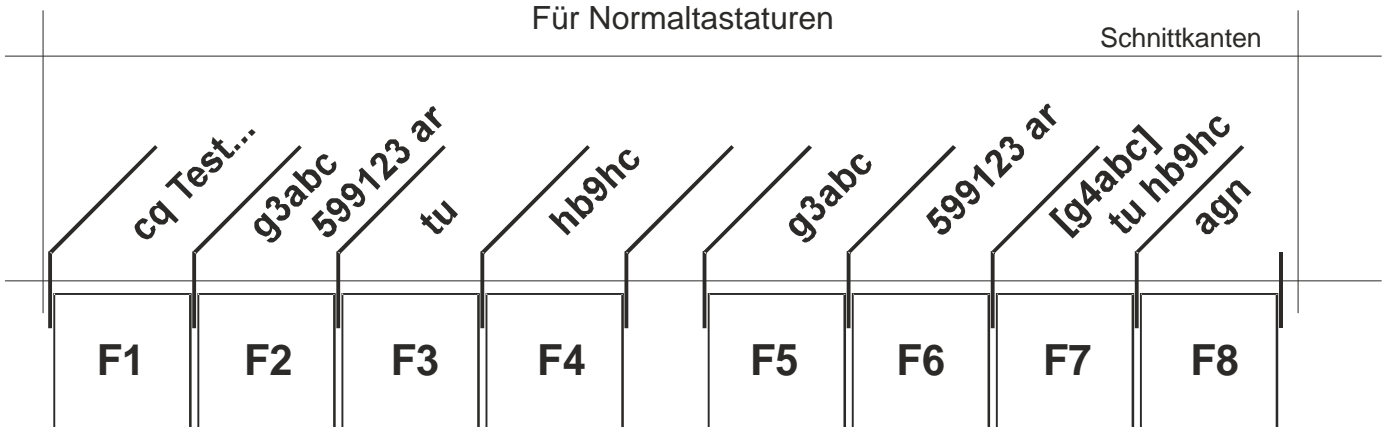 Für Normaltastaturen
Schnittkanten
cq Test...
g3abc
599123 ar
tu
hb9hc
g3abc
599123 ar
[g4abc]
tu hb9hc
agn
F1
F2
F3
F4
F5
F6
F7
F8